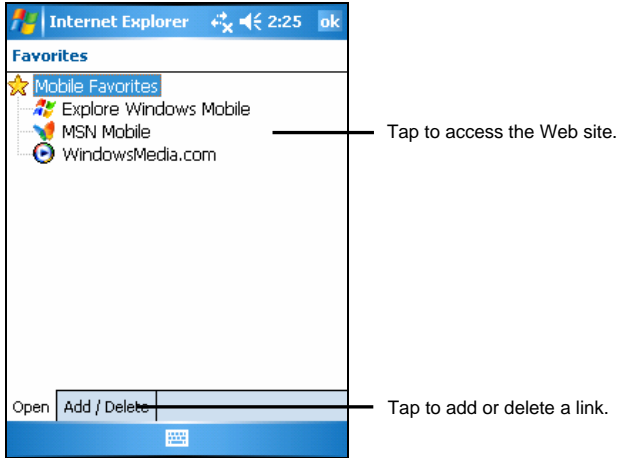 Internet Explorer 2:25 ok
Favorites
Mobile Favorites
Explore Windows Mobile
MSN Mobile
WindowsMedia.com
Tap to access the Web site.
Open Add / Delete
Tap to add or delete a link.